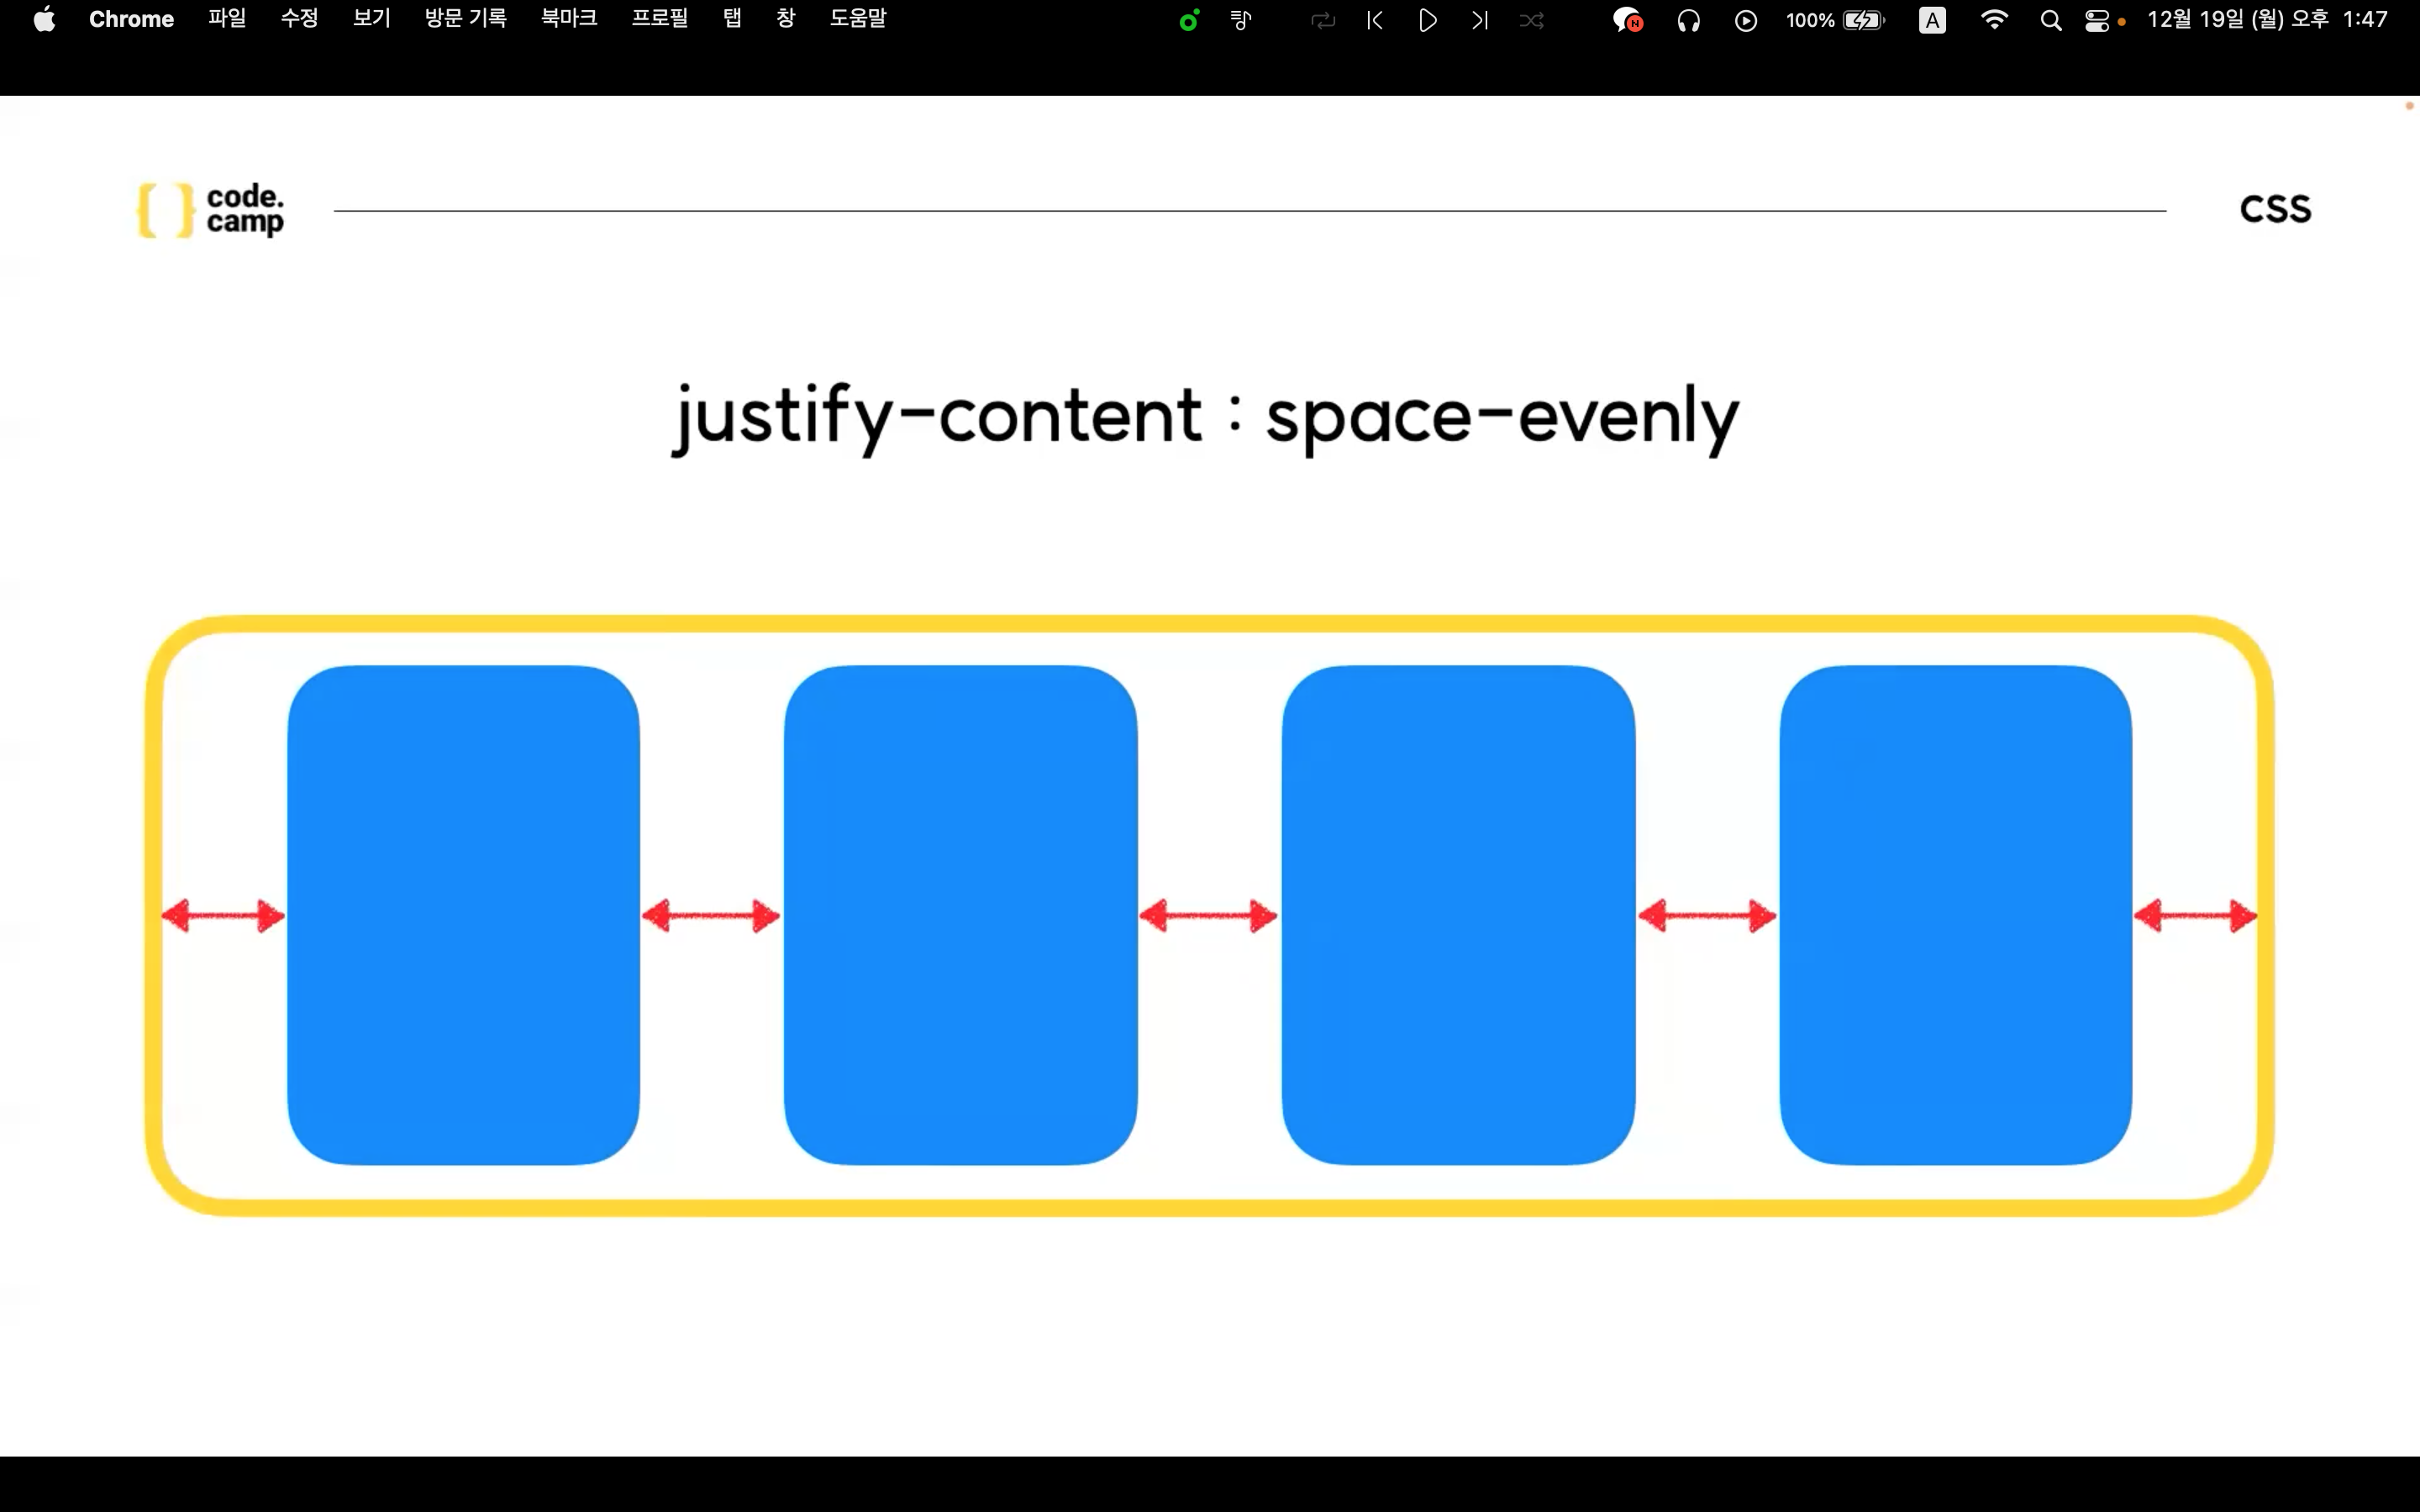 Chrome 파일 수정 보기 방문 기록 북마크 프로필 탭 창 도움말 N 100% A 12월 19일 (월) 오후 1:47
{ } code.
camp
CSS
justify-content : space-evenly